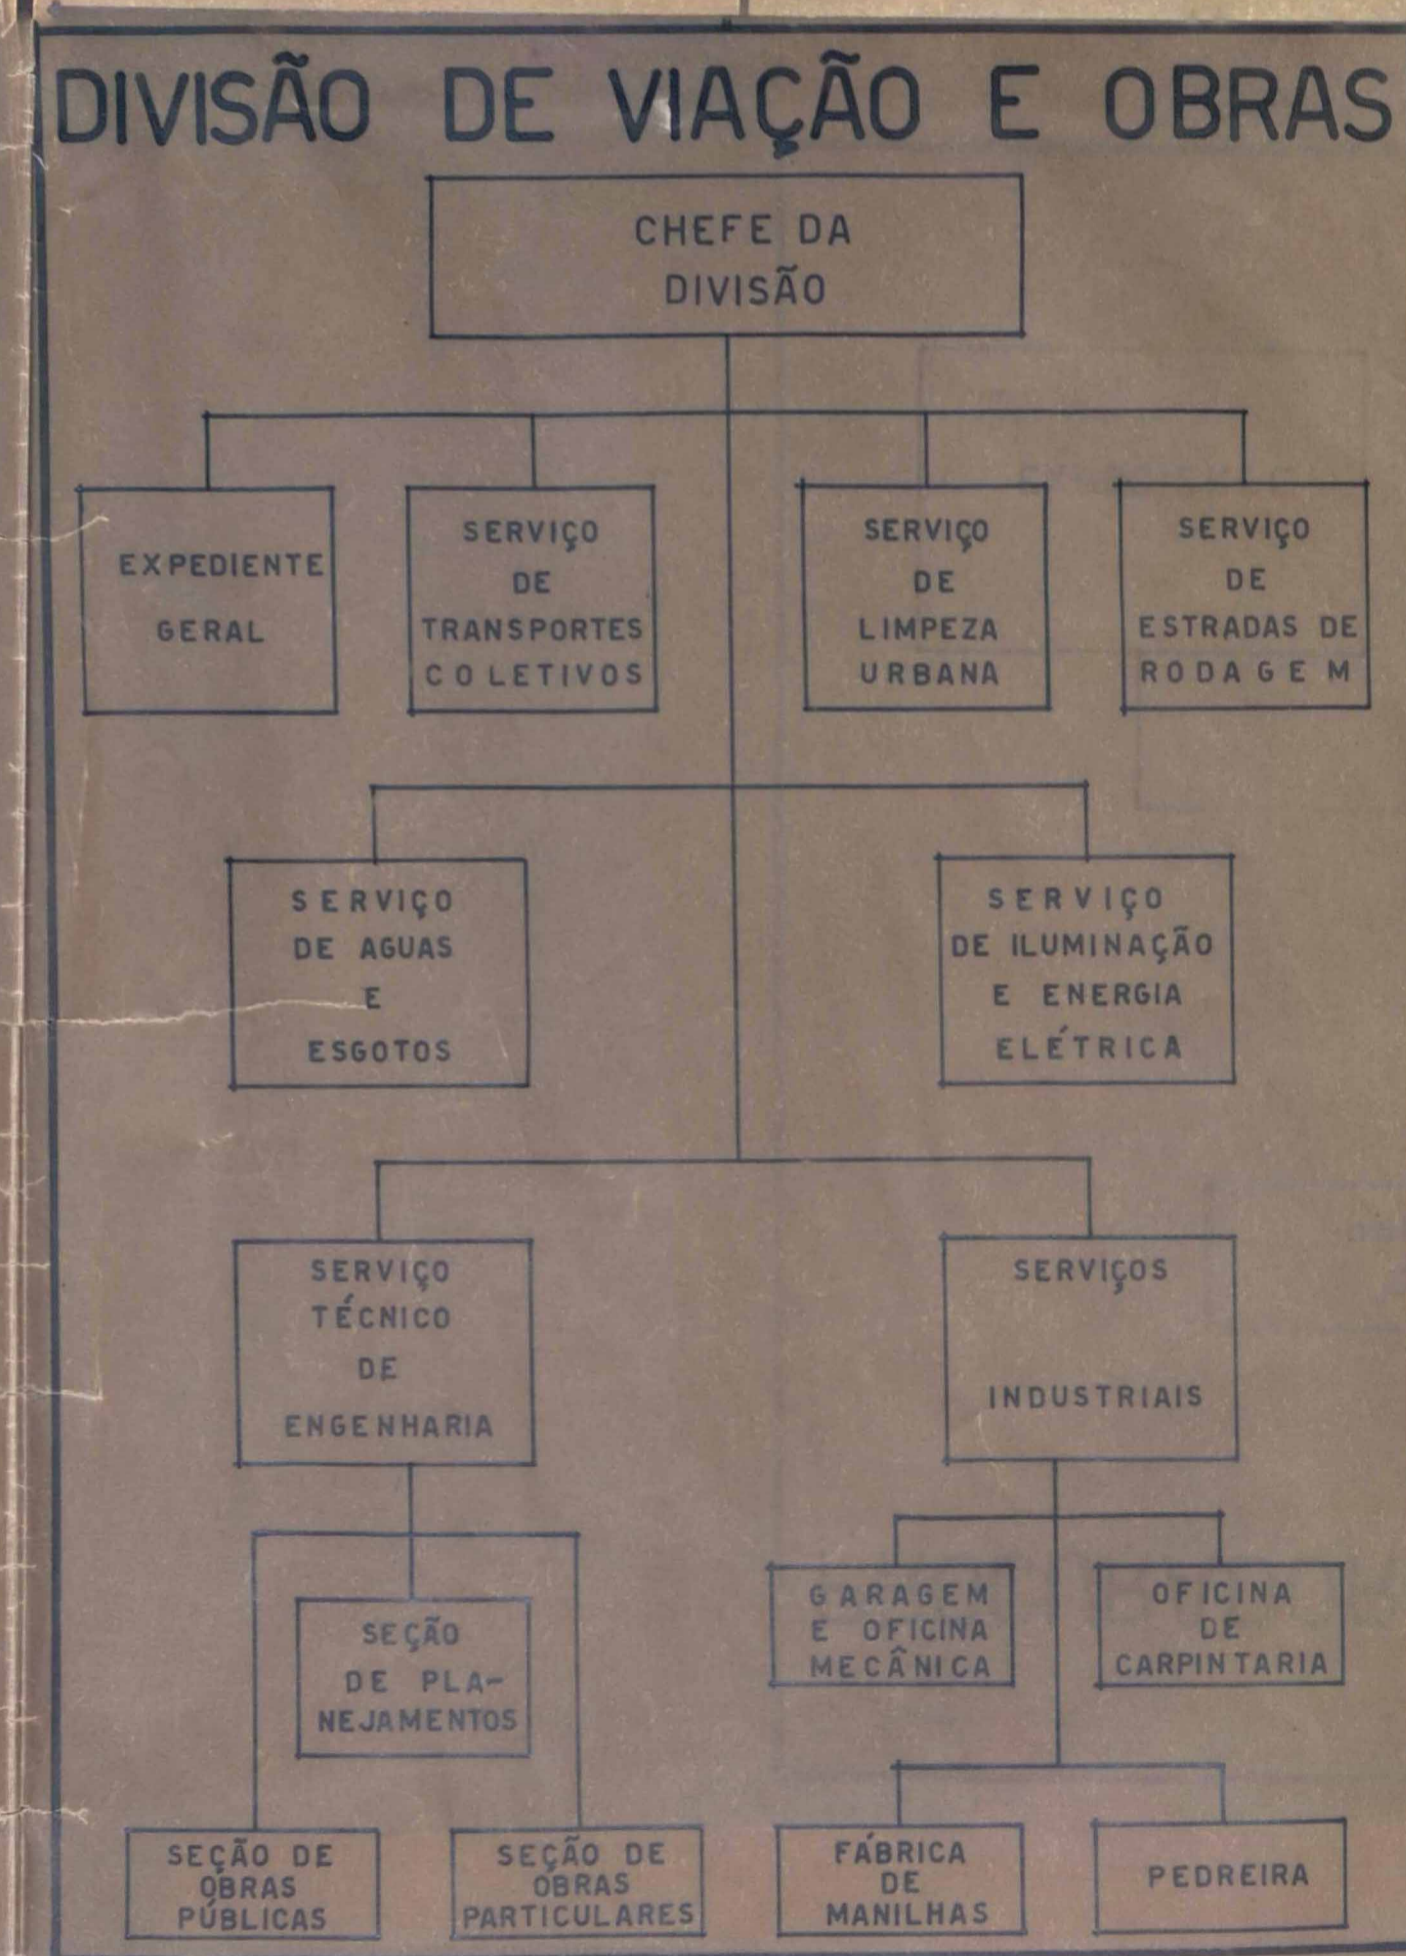 DIVISÃO DE VIAÇÃO E OBRAS
CHEFE DA
DIVISÃO
EXPEDIENTE
GERAL
SERVIÇO
DE
TRANSPORTES
COLETIVOS
SERVIÇO
DE
LIMPEZA
URBANA
SERVIÇO
DE
ESTRADAS DE
RODAGEM
SERVIÇO
DE AGUAS
E
ESGOTOS
SERVIÇO
DE ILUMINAÇÃO
E ENERGIA
ELÉTRICA
SERVIÇO
TÉCNICO
DE
ENGENHARIA
SERVIÇOS
INDUSTRIAIS
SEÇÃO
DE PLA-
NEJAMENTOS
GARAGEM
E OFICINA
MECÂNICA
OFICINA
DE
CARPINTARIA
SEÇÃO DE
OBRAS
PÚBLICAS
SEÇÃO DE
OBRAS
PARTICULARES
FÁBRICA
DE
MANILHAS
PEDREIRA